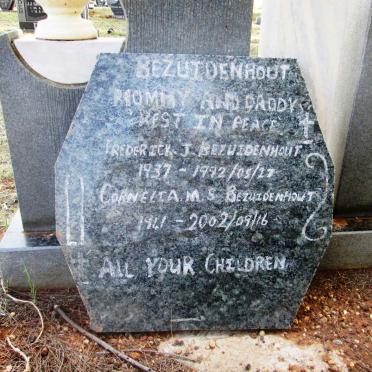 BEZUIDENHOUT
MOMMY AND DADDY
REST IN PEACE
FREDERICK J. BEZUIDENHOUT
1937 - 1992/05/27
CORNELIA. M. S. BEZUIDENHOUT
1941 - 2002/09/16
ALL YOUR CHILDREN